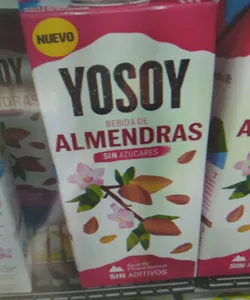 NUEVO
YOSOY
BEBIDA DE
ALMENDRAS
SIN AZÚCARES
SIN ADITIVOS